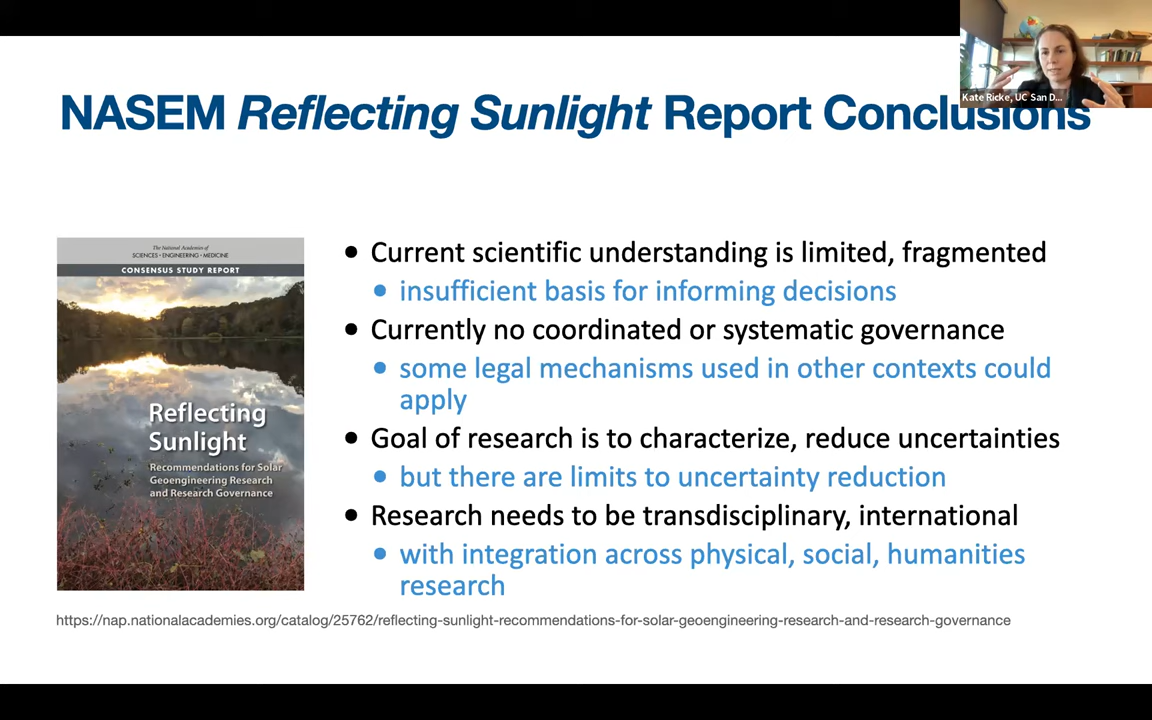 Kate Ricke, UC San D...
NASEM Reflecting Sunlight Report Conclusions
The National Academies of
SCIENCES • ENGINEERING • MEDICINE
CONSENSUS STUDY REPORT
Reflecting
Sunlight
Recommendations for Solar
Geoengineering Research
and Research Governance
• Current scientific understanding is limited, fragmented
• insufficient basis for informing decisions
• Currently no coordinated or systematic governance
• some legal mechanisms used in other contexts could
apply
• Goal of research is to characterize, reduce uncertainties
• but there are limits to uncertainty reduction
• Research needs to be transdisciplinary, international
• with integration across physical, social, humanities
research
https://nap.nationalacademies.org/catalog/25762/reflecting-sunlight-recommendations-for-solar-geoengineering-research-and-research-governance